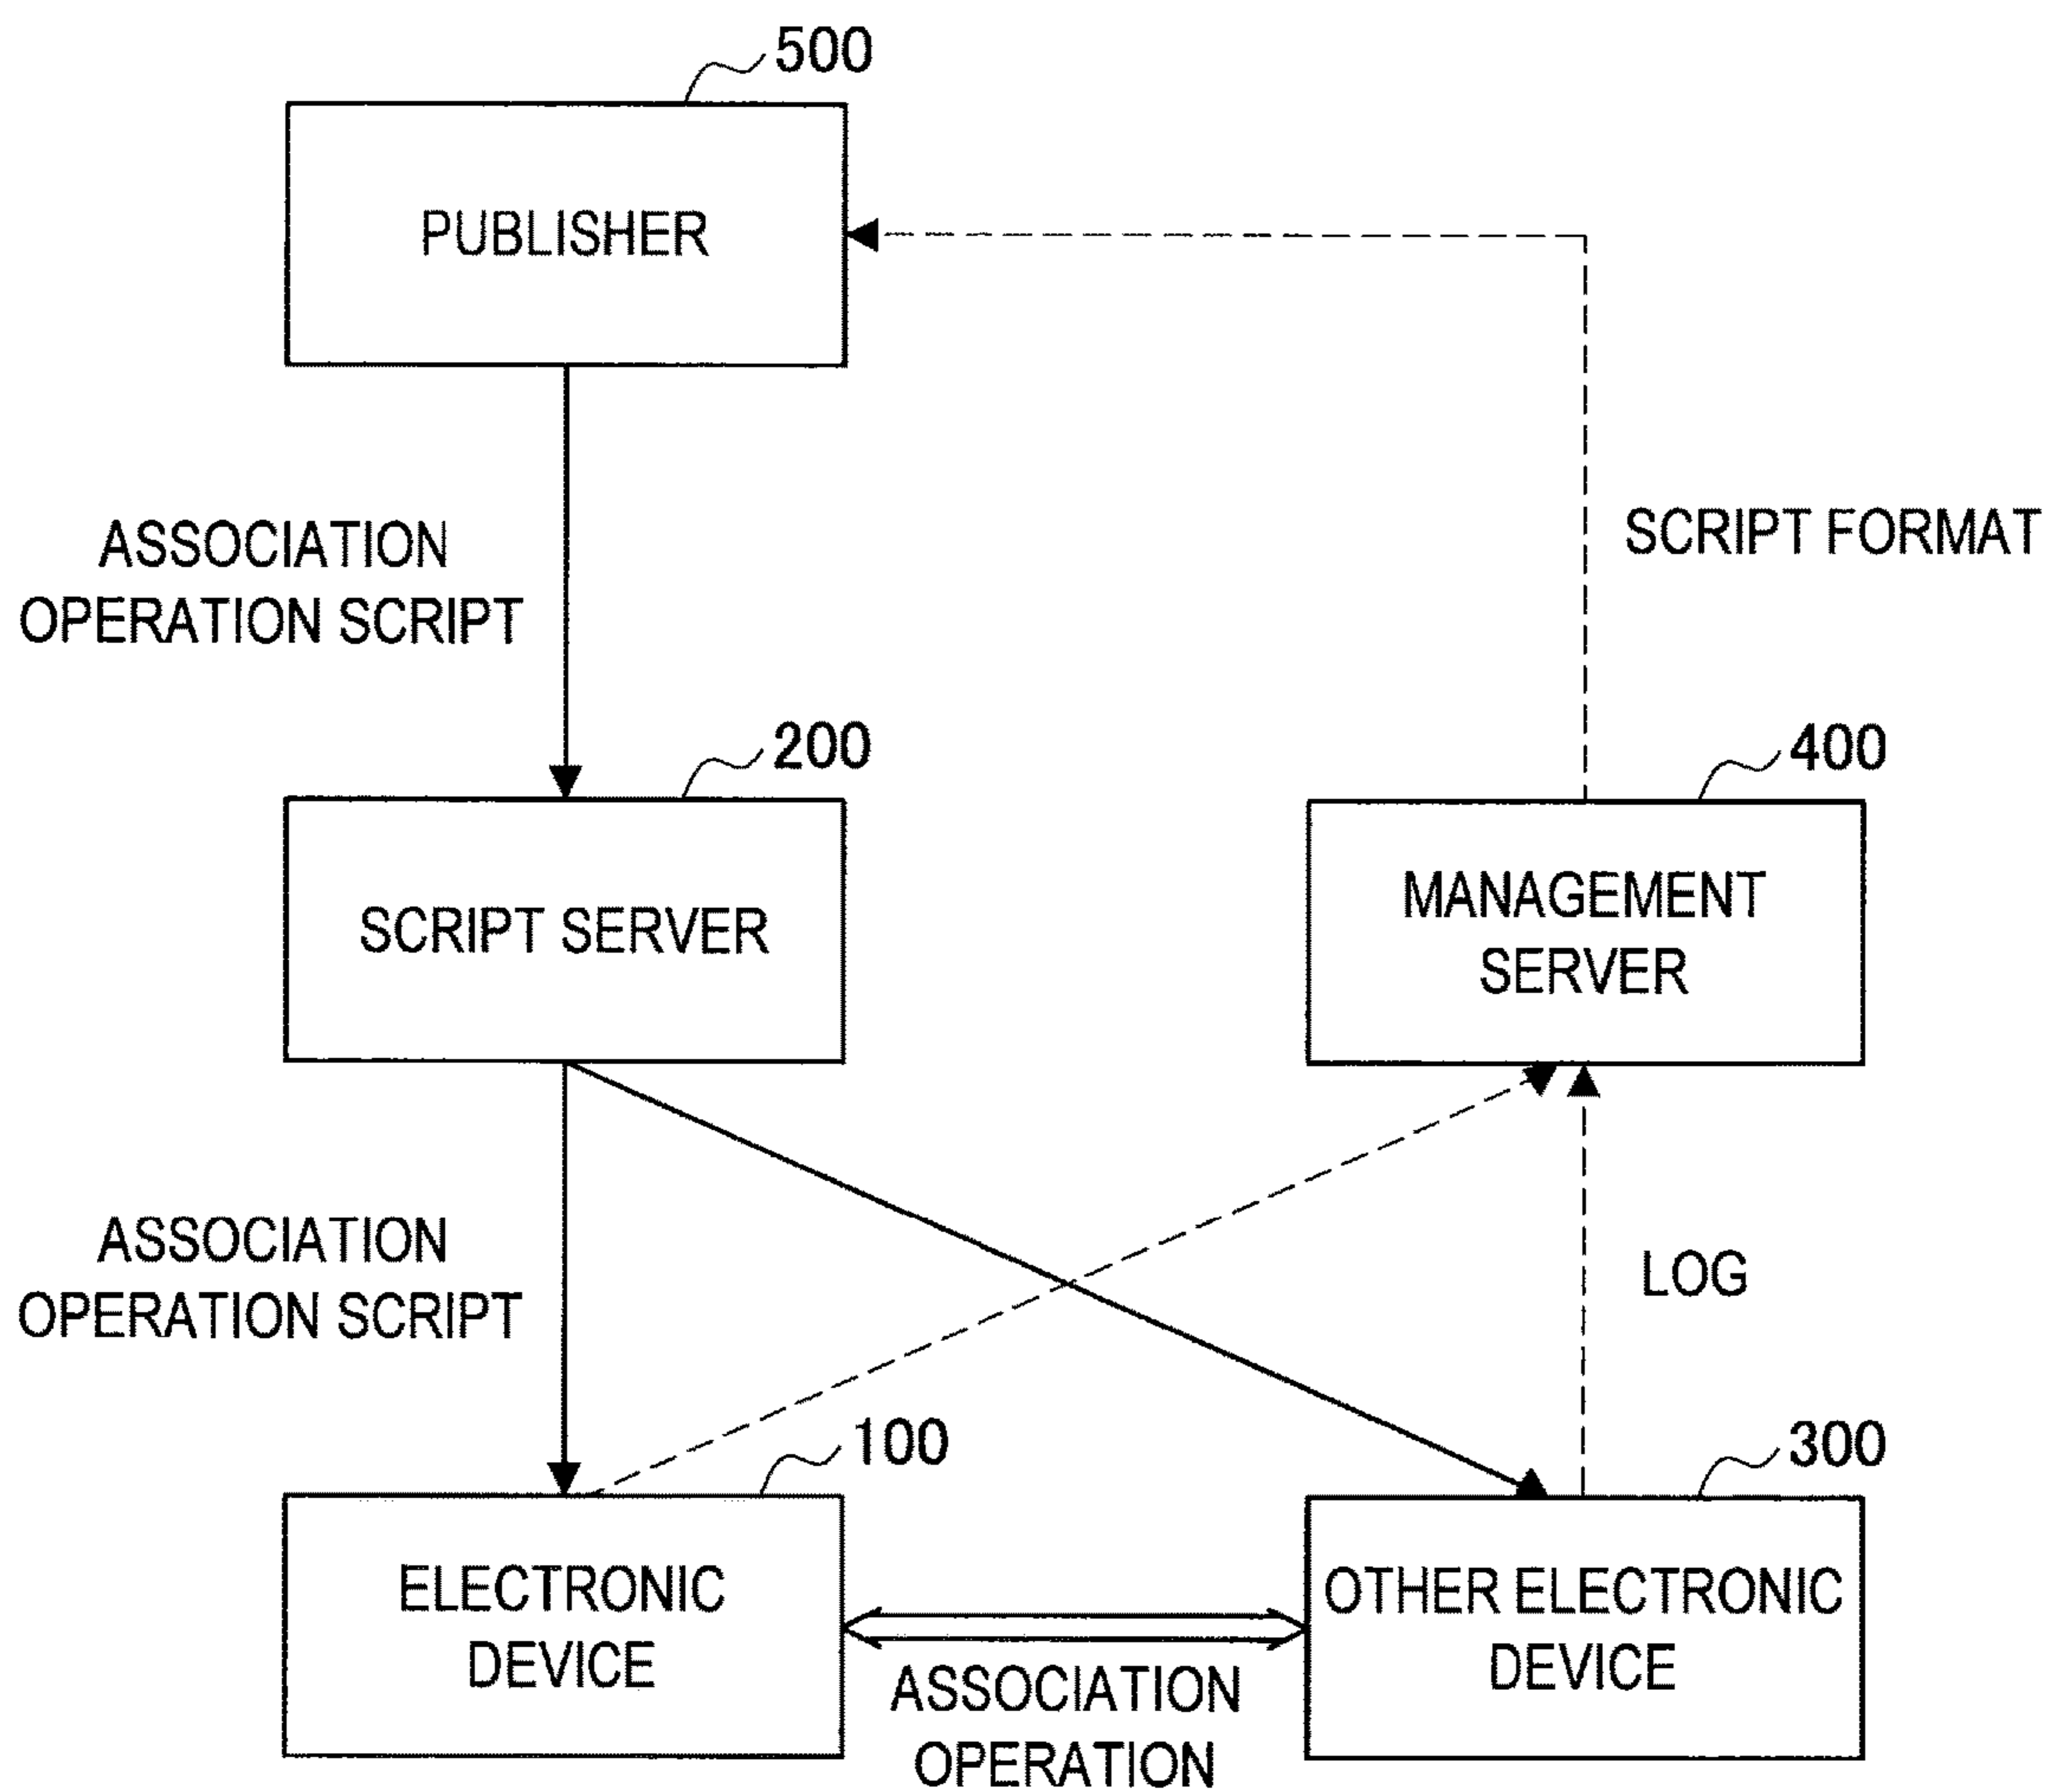 500
PUBLISHER
ASSOCIATION
OPERATION SCRIPT
SCRIPT FORMAT
200
SCRIPT SERVER
400
MANAGEMENT
SERVER
ASSOCIATION
OPERATION SCRIPT
LOG
100
ELECTRONIC
DEVICE
300
OTHER ELECTRONIC
DEVICE
ASSOCIATION
OPERATION